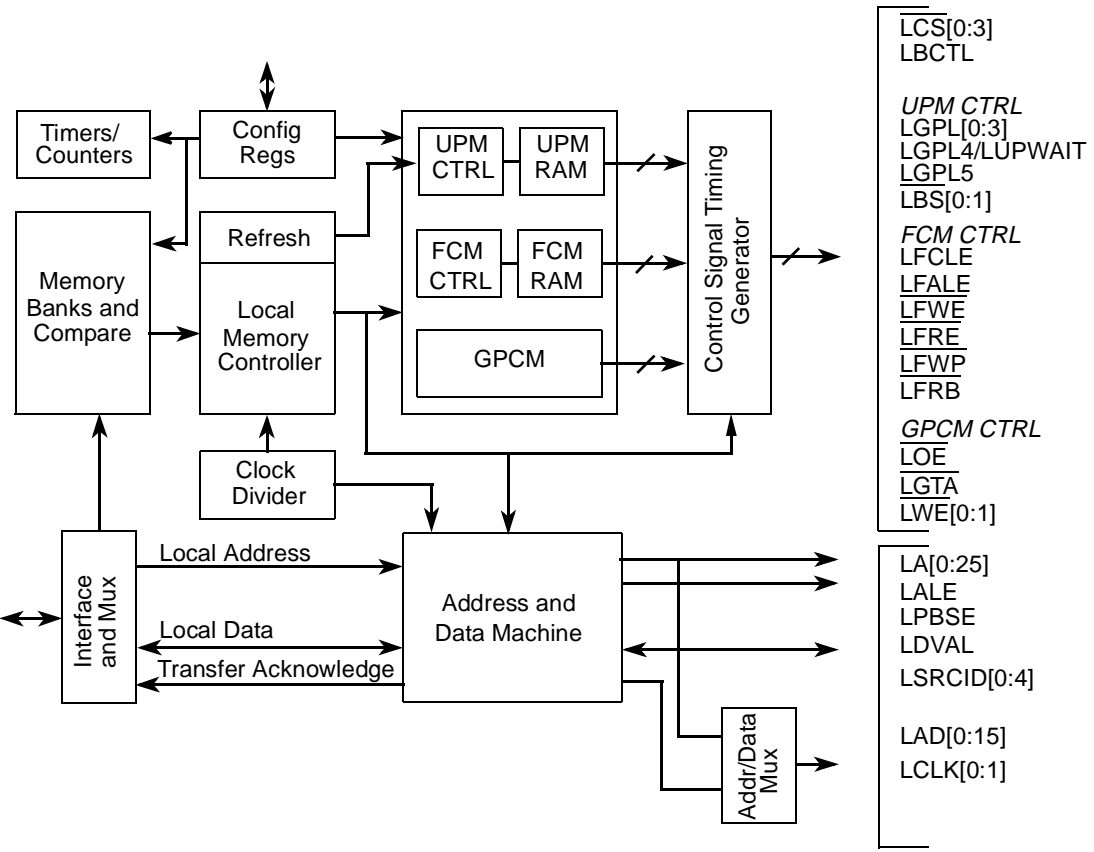 Timers/
Counters
Config
Regs
UPM
CTRL
UPM
RAM
Refresh
FCM
CTRL
FCM
RAM
Memory
Banks and
Compare
Local
Memory
Controller
GPCM
Control Signal Timing
Generator
Clock
Divider
Interface
and Mux
Local Address
Local Data
Transfer Acknowledge
Address and
Data Machine
Addr/Data
Mux
LCS[0:3]
LBCTL
UPM CTRL
LGPL[0:3]
LGPL4/LUPWAIT
LGPL5
LBS[0:1]
FCM CTRL
LFCLE
LFALE
LFWE
LFRE
LFWP
LFRB
GPCM CTRL
LOE
LGTA
LWE[0:1]
LA[0:25]
LALE
LPBSE
LDVAL
LSRCID[0:4]
LAD[0:15]
LCLK[0:1]